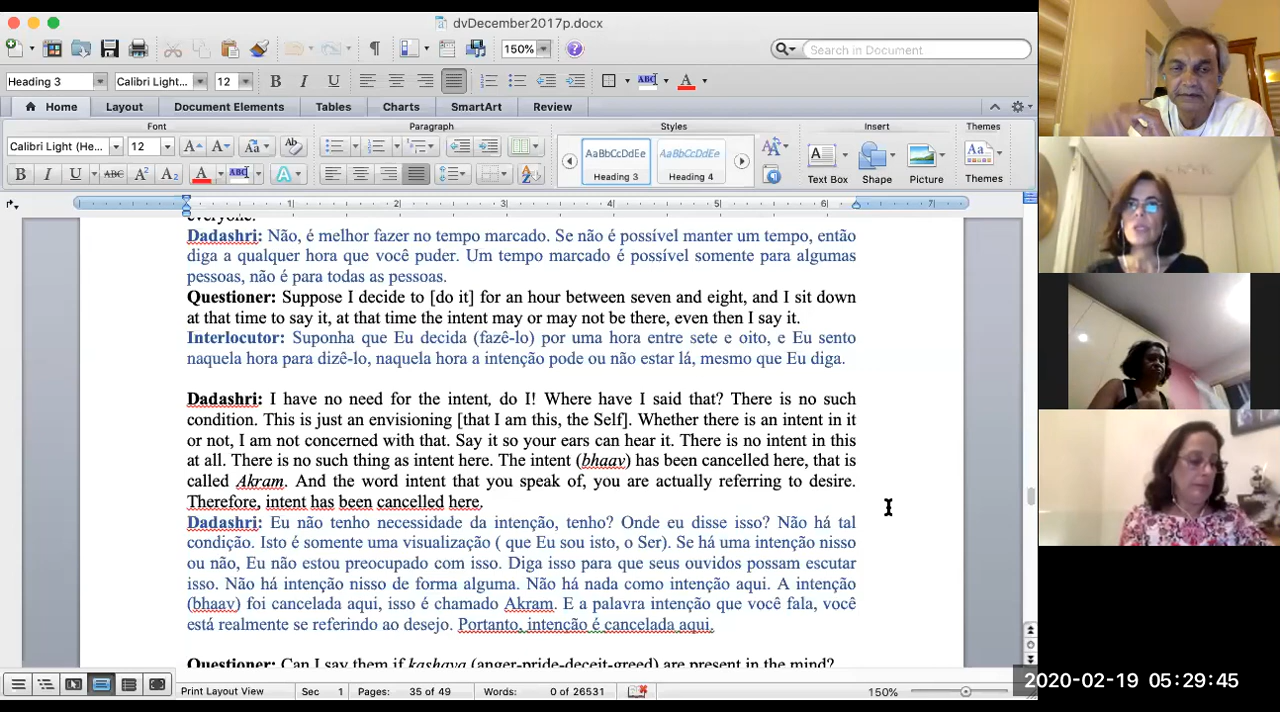 dvDecember2017p.docx
150%
Search in Document
Heading 3
Calibri Light...
12
B
I
U
ABC
A
Home
Layout
Document Elements
Tables
Charts
SmartArt
Review
Font
Paragraph
Styles
Insert
Themes
Calibri Light (He...
12
AaBbCcDdEe
Heading 3
AaBbCcDdEe
Heading 4
Text Box
Shape
Picture
Themes
B I U ABC A² A₂
1 2 3 4 5 6 7
everyone.
Dadashri: Não, é melhor fazer no tempo marcado. Se não é possível manter um tempo, então
diga a qualquer hora que você puder. Um tempo marcado é possível somente para algumas
pessoas, não é para todas as pessoas.
Questioner: Suppose I decide to [do it] for an hour between seven and eight, and I sit down
at that time to say it, at that time the intent may or may not be there, even then I say it.
Interlocutor: Suponha que Eu decida (fazê-lo) por uma hora entre sete e oito, e Eu sento
naquela hora para dizê-lo, naquela hora a intenção pode ou não estar lá, mesmo que Eu diga.
Dadashri: I have no need for the intent, do I! Where have I said that? There is no such
condition. This is just an envisioning [that I am this, the Self]. Whether there is an intent in it
or not, I am not concerned with that. Say it so your ears can hear it. There is no intent in this
at all. There is no such thing as intent here. The intent (bhaav) has been cancelled here, that is
called Akram. And the word intent that you speak of, you are actually referring to desire.
Therefore, intent has been cancelled here.
Dadashri: Eu não tenho necessidade da intenção, tenho? Onde eu disse isso? Não há tal
condição. Isto é somente uma visualização ( que Eu sou isto, o Ser). Se há uma intenção nisso
ou não, Eu não estou preocupado com isso. Diga isso para que seus ouvidos possam escutar
isso. Não há intenção nisso de forma alguma. Não há nada como intenção aqui. A intenção
(bhaav) foi cancelada aqui, isso é chamado Akram. E a palavra intenção que você fala, você
está realmente se referindo ao desejo. Portanto, intenção é cancelada aqui.
Questioner: Can I say them if kashaya (anger-pride-deceit-greed) are present in the mind?
Print Layout View
Sec 1
Pages: 35 of 49
Words: 0 of 26531
150%
2020-02-19 05:29:45